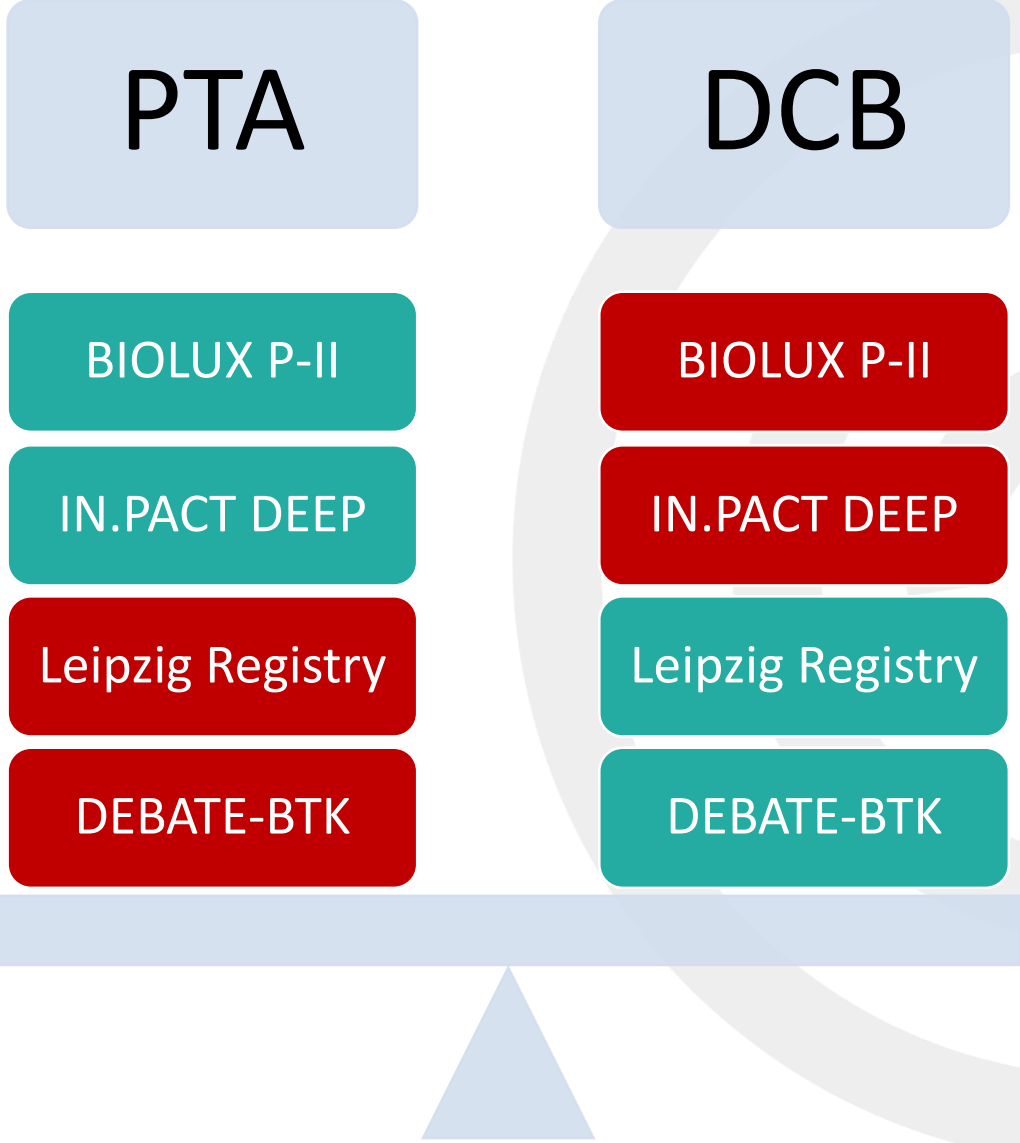 PTA
DCB
BIOLUX P-II
BIOLUX P-II
IN.PACT DEEP
IN.PACT DEEP
Leipzig Registry
Leipzig Registry
DEBATE-BTK
DEBATE-BTK